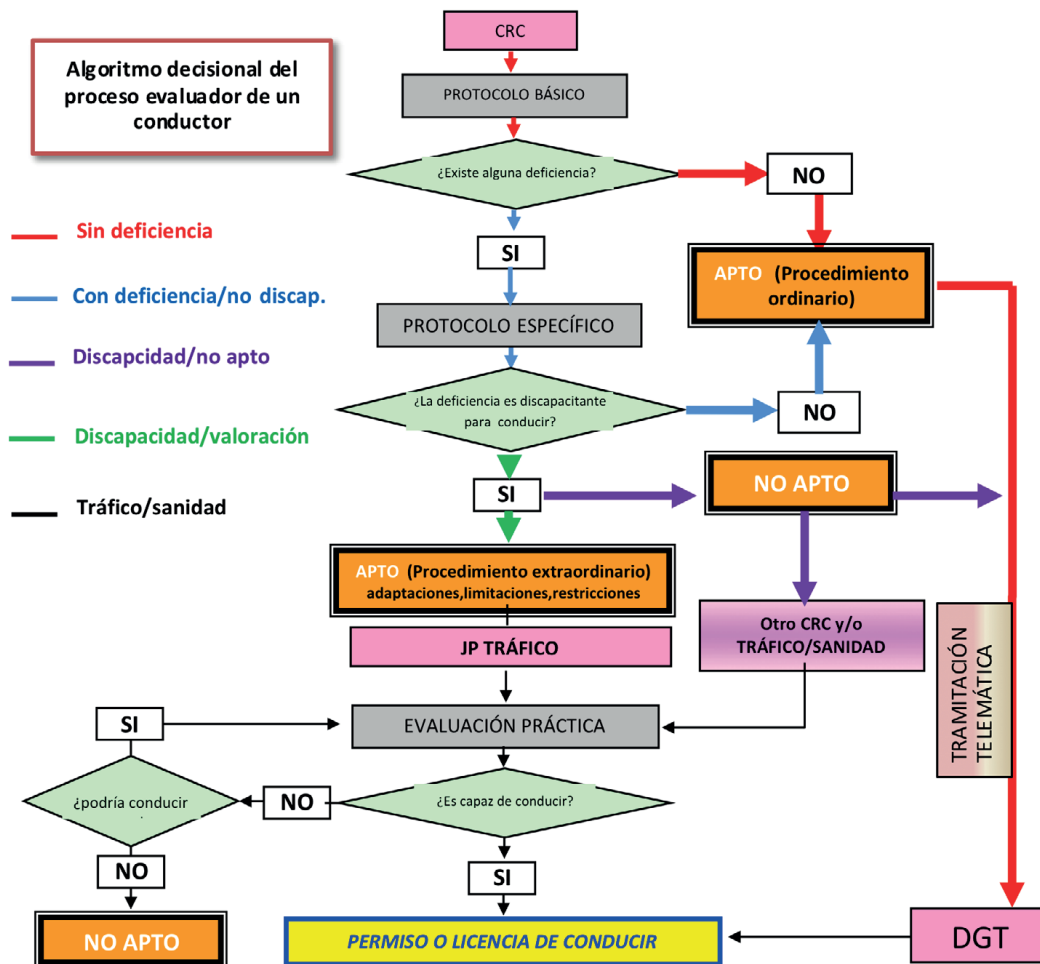 CRC
Algoritmo decisional del
proceso evaluador de un
conductor
PROTOCOLO BÁSICO
¿Existe alguna deficiencia?
NO
Sin deficiencia
SI
APTO (Procedimiento
ordinario)
Con deficiencia/no discap.
PROTOCOLO ESPECÍFICO
Discapcidad/no apto
¿La deficiencia es discapacitante
para conducir?
NO
Discapacidad/valoración
NO APTO
SI
Tráfico/sanidad
APTO (Procedimiento extraordinario)
adaptaciones,limitaciones,restricciones
Otro CRC y/o
TRÁFICO/SANIDAD
JP TRÁFICO
TRAMITACIÓN
TELEMÁTICA
SI
EVALUACIÓN PRÁCTICA
¿podría conducir
NO
¿Es capaz de conducir?
NO
SI
NO APTO
PERMISO O LICENCIA DE CONDUCIR
DGT